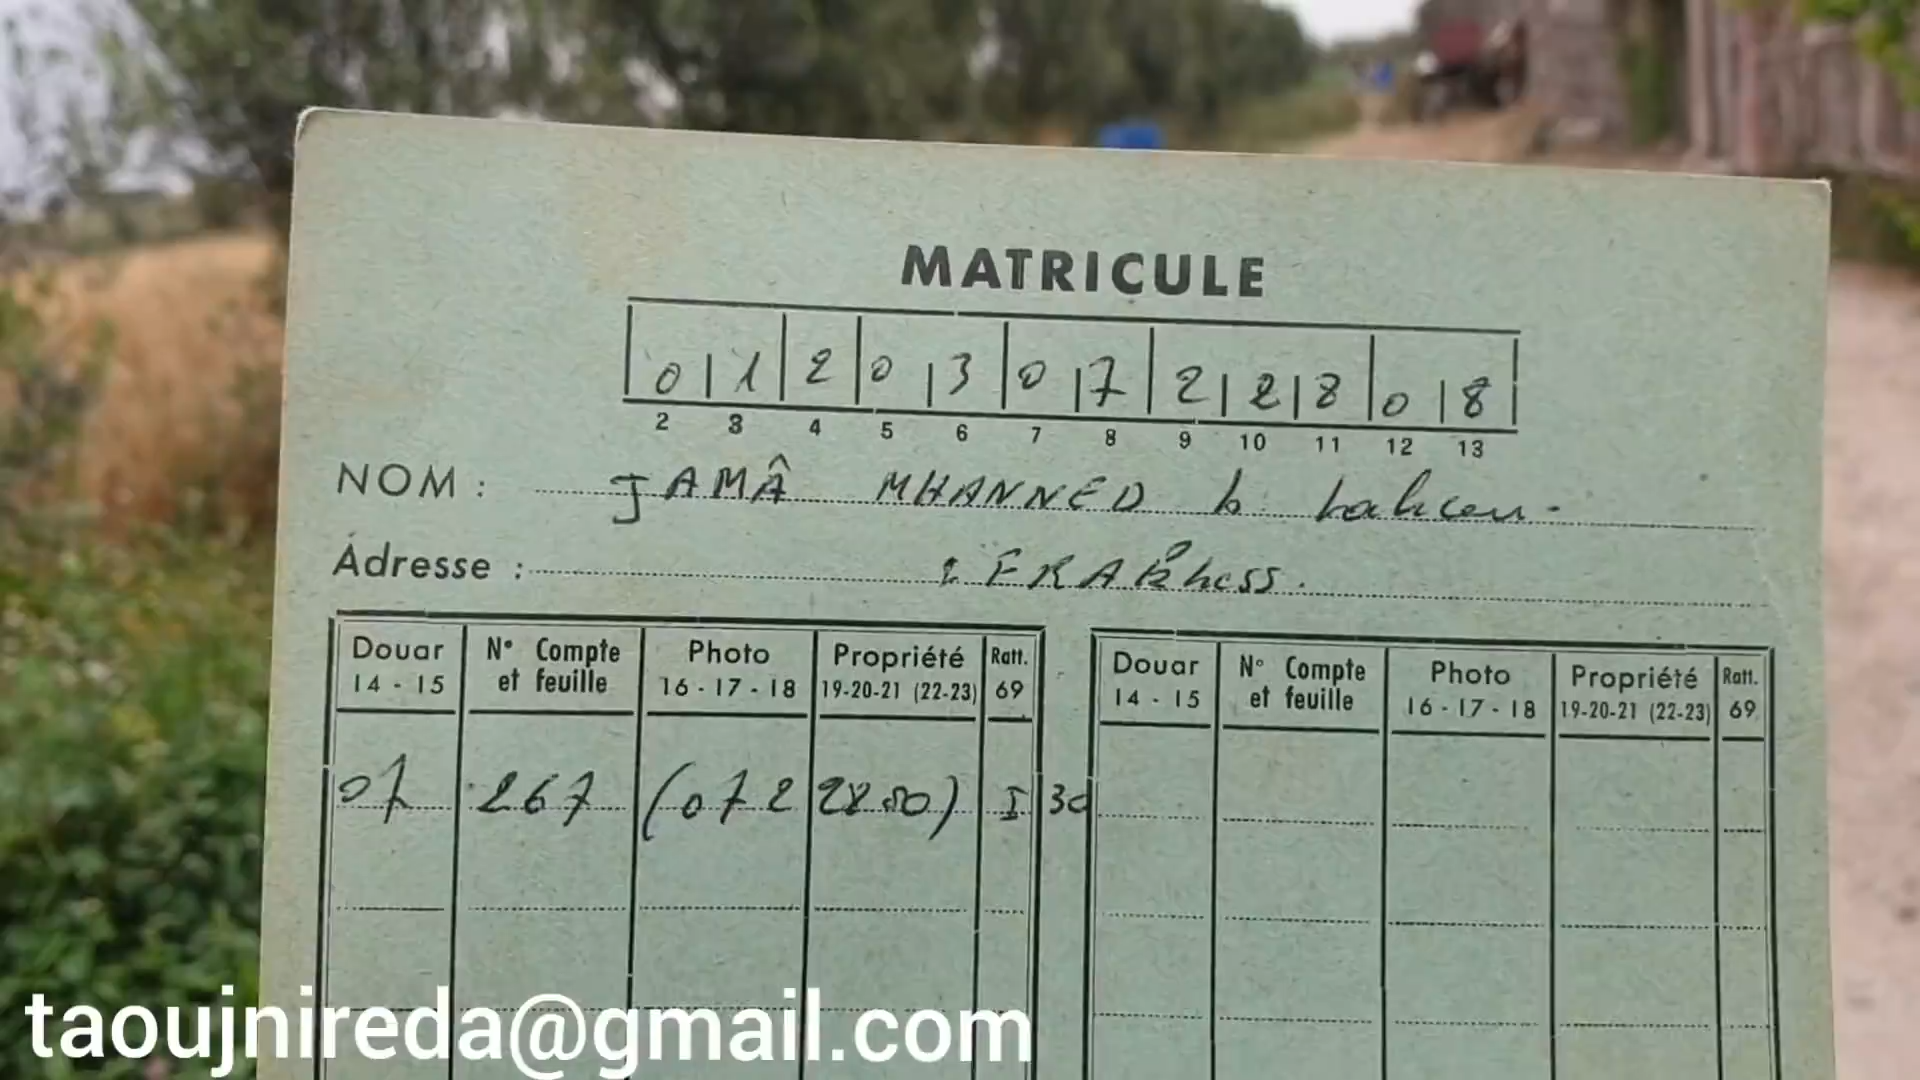 MATRICULE
0 1 2 0 3 0 7 2 2 8 0 8
2 3 4 5 6 7 8 9 10 11 12 13
NOM : JAMÂ MHANNED b Lahcen.
Adresse :
Douar N° Compte et feuille Photo Propriété Ratt.
14 - 15 16 - 17 - 18 19-20-21 (22-23) 69
Douar N° Compte et feuille Photo Propriété Ratt.
14 - 15 16 - 17 - 18 19-20-21 (22-23) 69
07 267 (072 I 30
taoujnireda@gmail.com